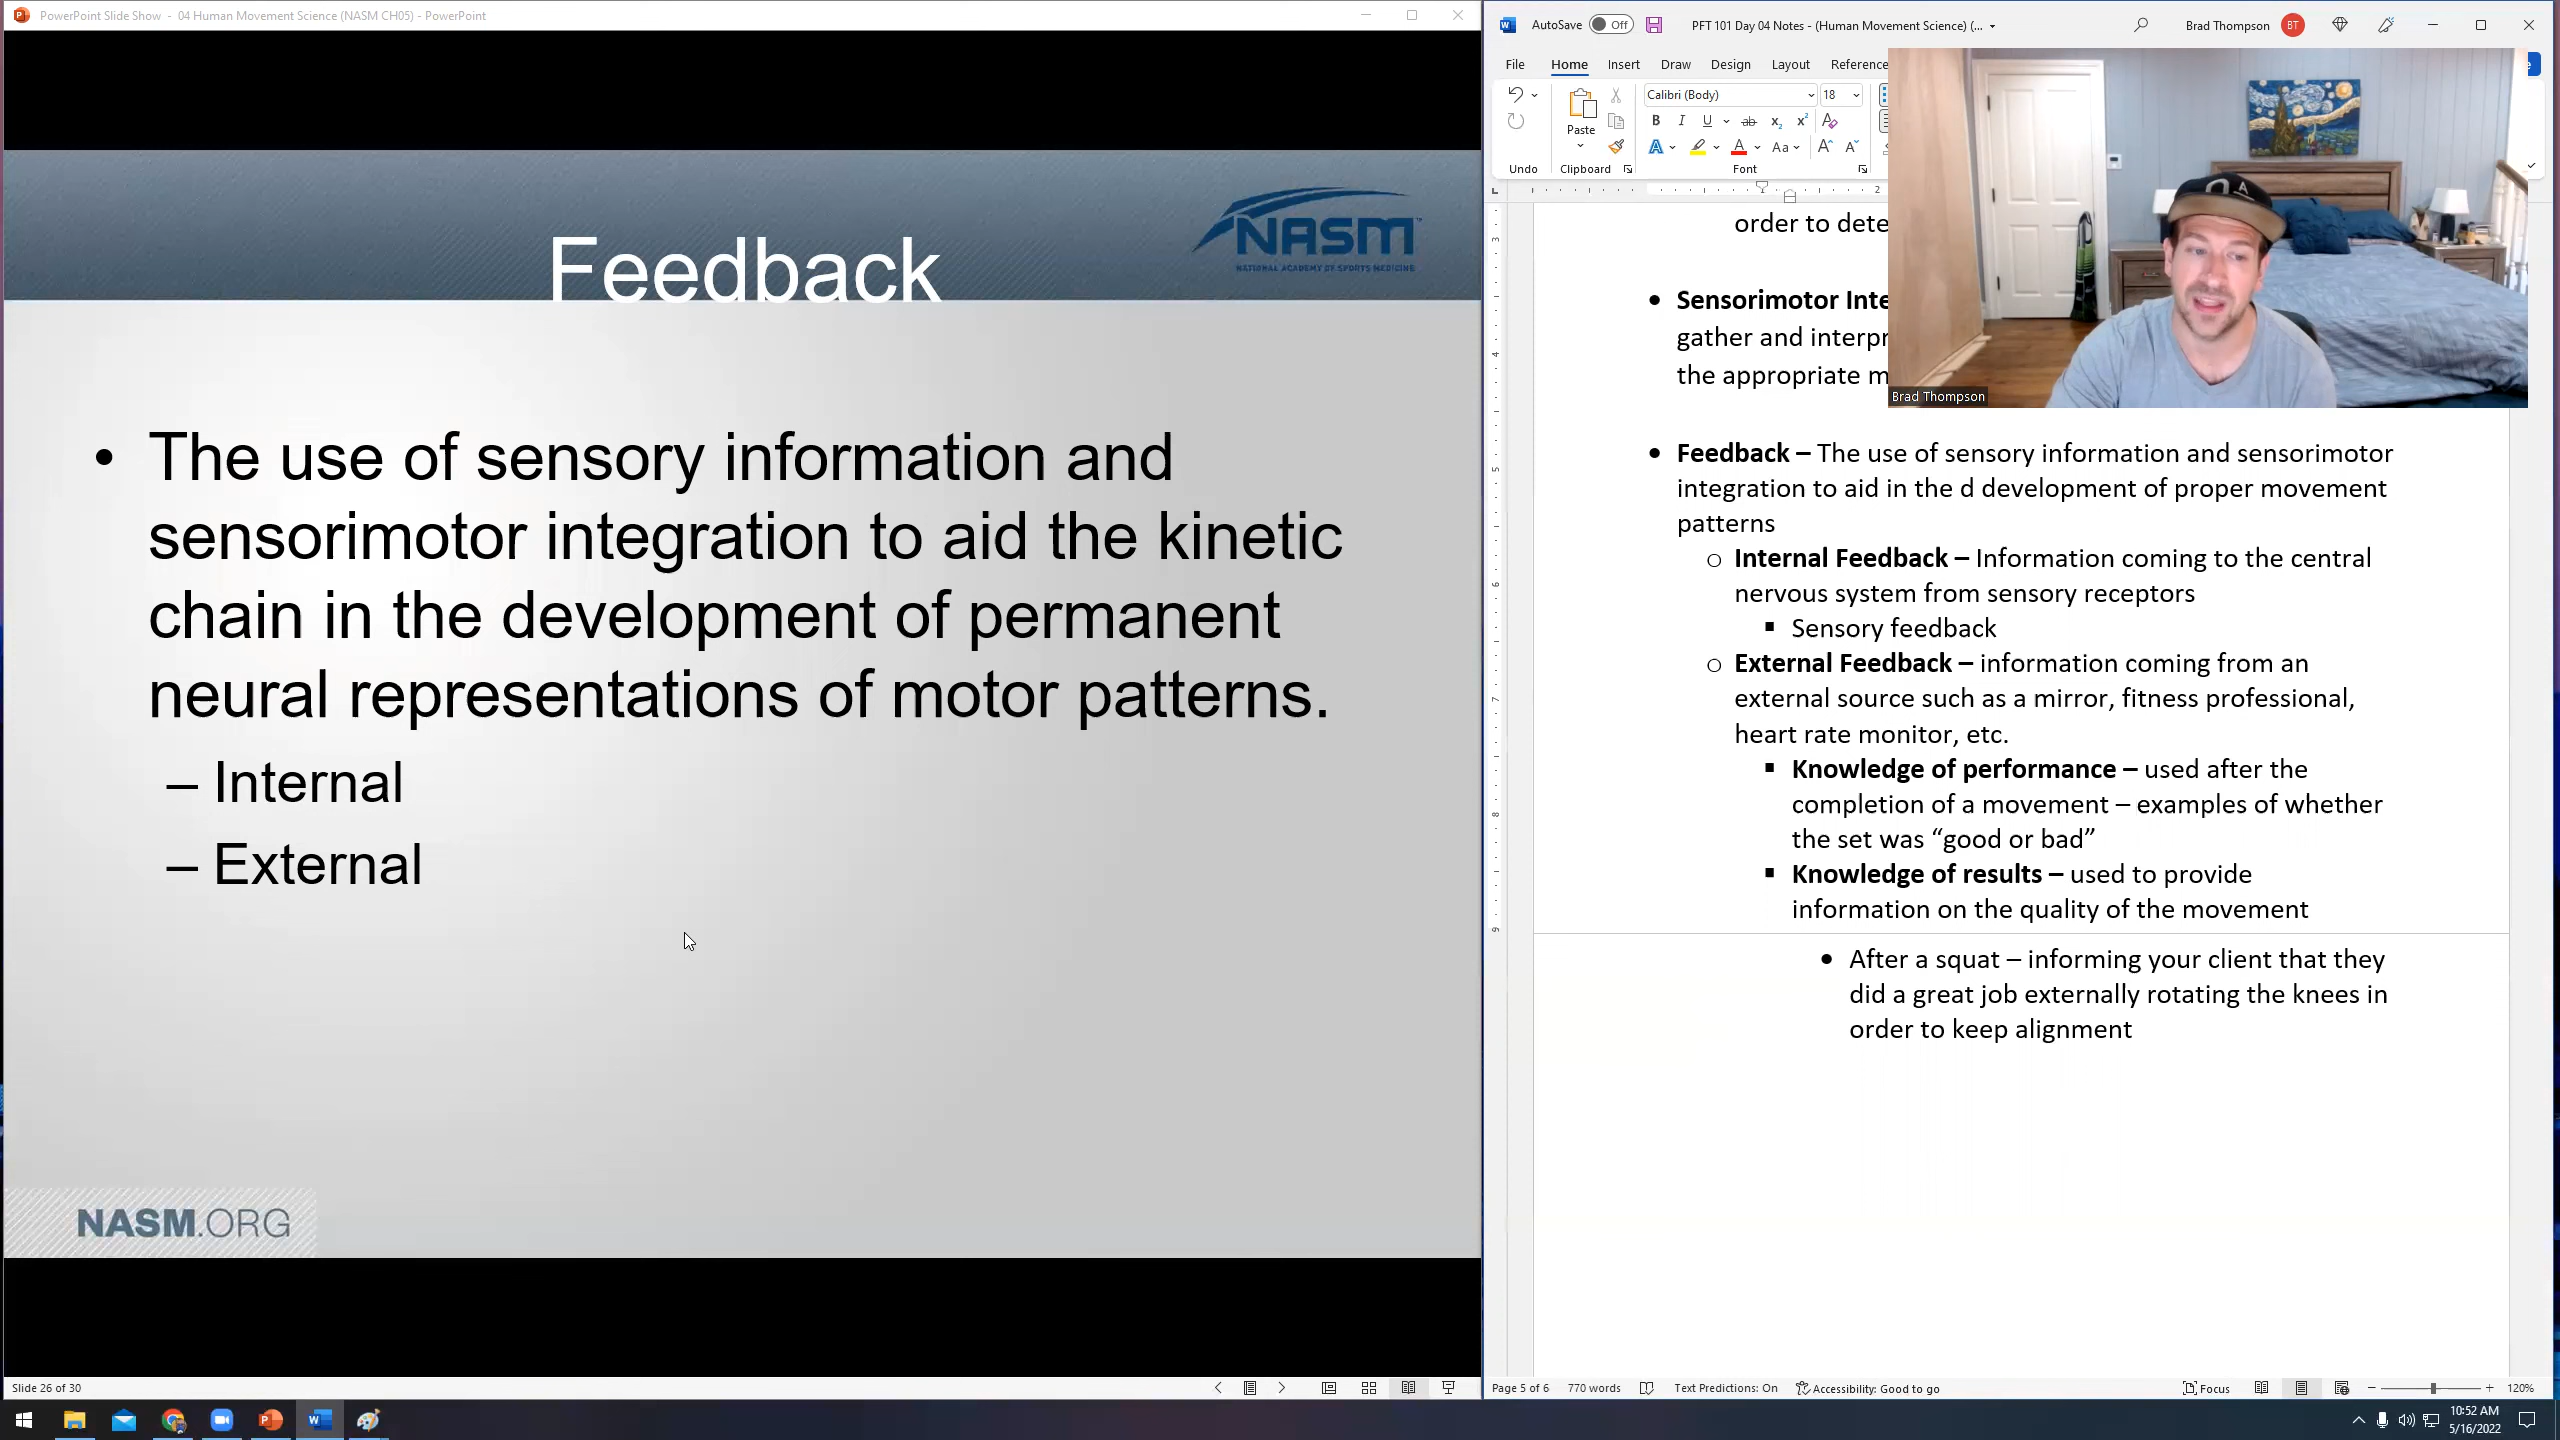 PowerPoint Slide Show - 04 Human Movement Science (NASM CH05) - PowerPoint
Feedback
NASM
NATIONAL ACADEMY OF SPORTS MEDICINE
• The use of sensory information and
sensorimotor integration to aid the kinetic
chain in the development of permanent
neural representations of motor patterns.
– Internal
– External
NASM.ORG
Slide 26 of 30
AutoSave Off
PFT 101 Day 04 Notes - (Human Movement Science) (...
Brad Thompson BT
File Home Insert Draw Design Layout Reference
Calibri (Body) 18
Paste
Undo Clipboard Font
2
order to dete
• Sensorimotor Inte
gather and interpr
the appropriate m
Brad Thompson
• Feedback – The use of sensory information and sensorimotor
integration to aid in the d development of proper movement
patterns
o Internal Feedback – Information coming to the central
nervous system from sensory receptors
▪ Sensory feedback
o External Feedback – information coming from an
external source such as a mirror, fitness professional,
heart rate monitor, etc.
▪ Knowledge of performance – used after the
completion of a movement – examples of whether
the set was “good or bad”
▪ Knowledge of results – used to provide
information on the quality of the movement
• After a squat – informing your client that they
did a great job externally rotating the knees in
order to keep alignment
Page 5 of 6 770 words Text Predictions: On Accessibility: Good to go Focus 120%
10:52 AM
5/16/2022